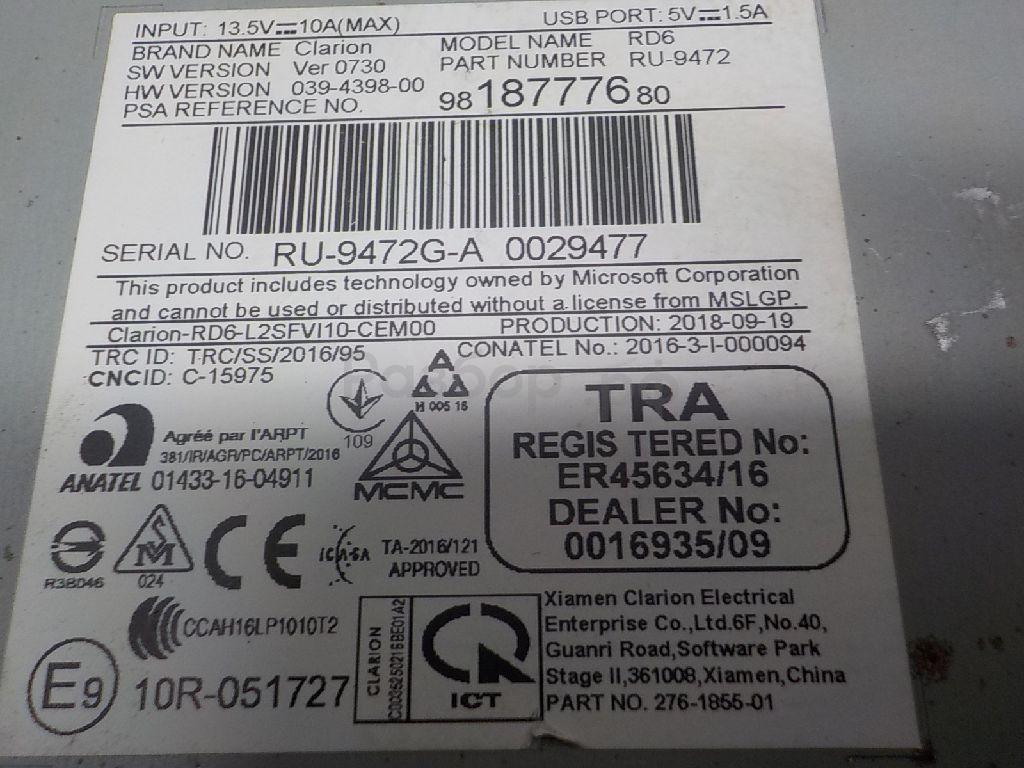 INPUT: 13.5V⎓10A(MAX) USB PORT: 5V⎓1.5A
BRAND NAME Clarion MODEL NAME RD6
SW VERSION Ver 0730 PART NUMBER RU-9472
HW VERSION 039-4398-00
PSA REFERENCE NO. 98 187776 80
SERIAL NO. RU-9472G-A 0029477
This product includes technology owned by Microsoft Corporation
and cannot be used or distributed without a license from MSLGP.
Clarion-RD6-L2SFVI10-CEM00 PRODUCTION: 2018-09-19
TRC ID: TRC/SS/2016/95 CONATEL No.: 2016-3-I-000094
CNCID: C-15975
H 005 16
109
Agréé par l'ARPT
381/IR/AGR/PC/ARPT/2016
ANATEL 01433-16-04911
MCMC
TRA
REGIS TERED No:
ER45634/16
DEALER No:
0016935/09
R38046
024
CE
ICASA
TA-2016/121
APPROVED
CCAH16LP1010T2
E9 10R-051727
CLARION
ICT
Xiamen Clarion Electrical
Enterprise Co.,Ltd.6F,No.40,
Guanri Road,Software Park
Stage II,361008,Xiamen,China
PART NO. 276-1855-01